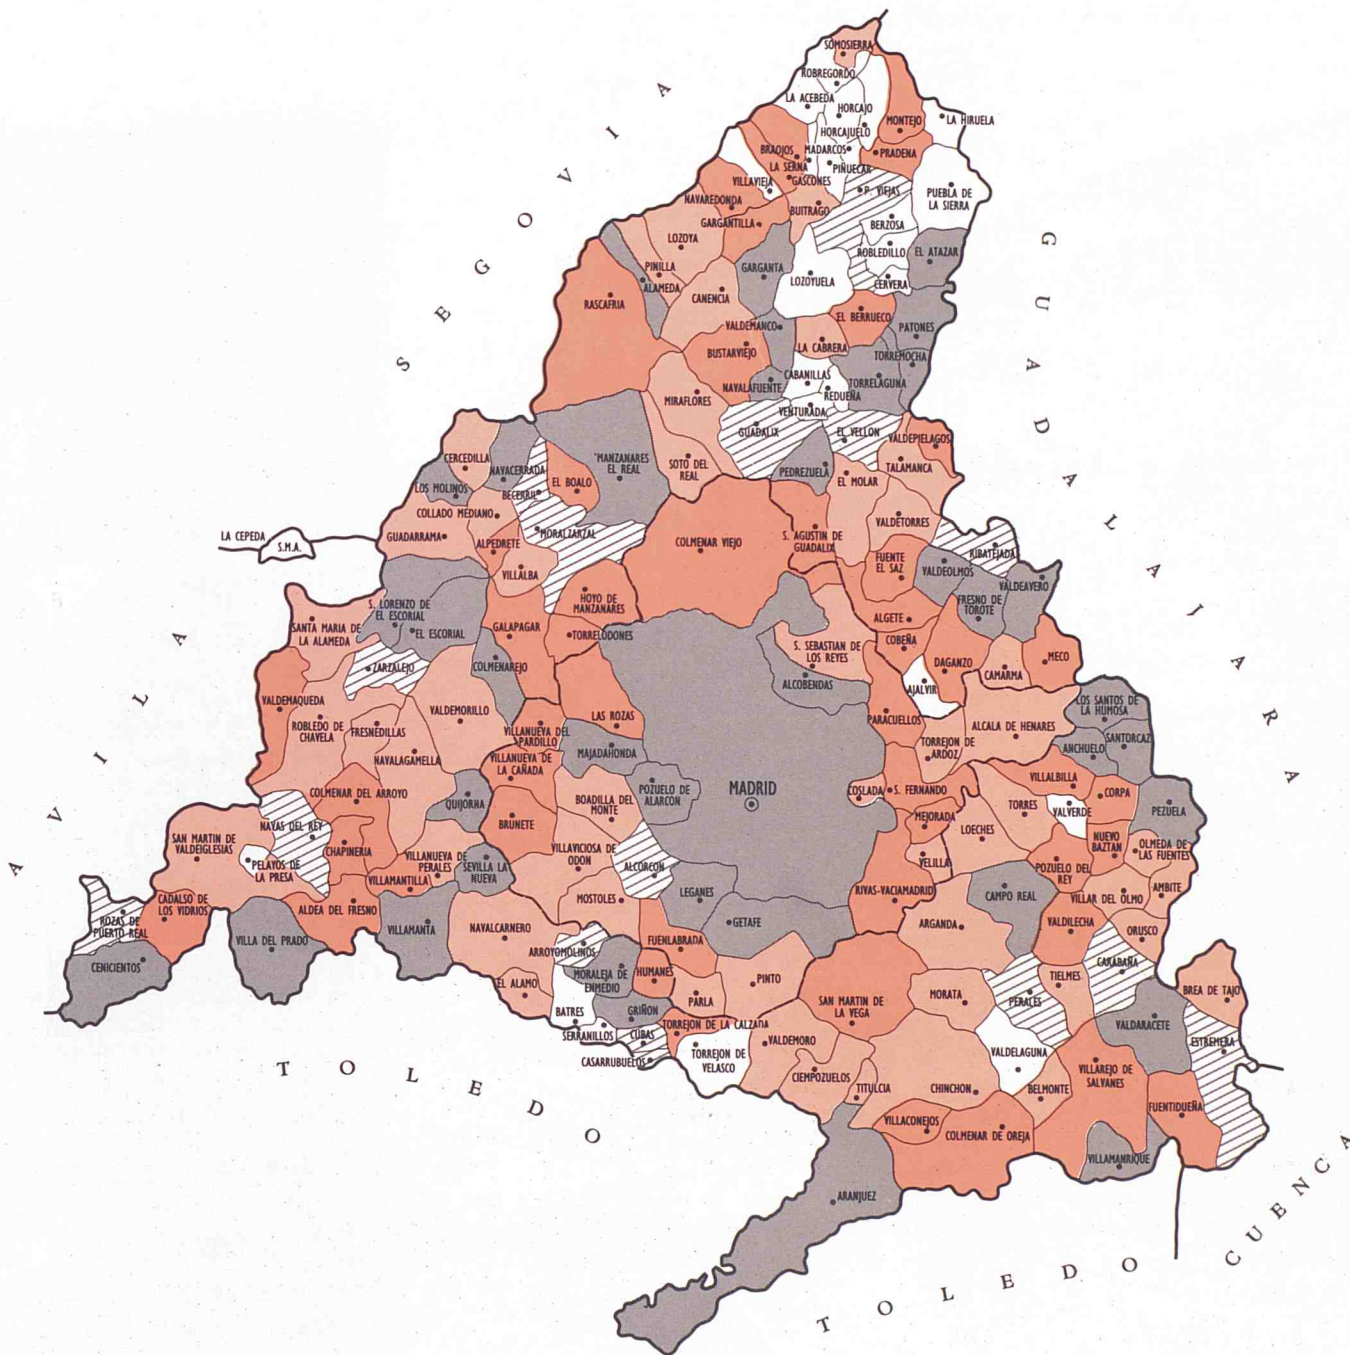 SOMOSIERRA
ROBREGORDO
LA ACEBEDA
HORCAJO
LA HIRUELA
MONTEJO
HORCAJUELO
BRAOJOS
MADARCOS
PRADENA
LA SERNA
PIÑUECAR
GASCONES
VILLAVIEJA
P. VIEJAS
PUEBLA DE
LA SIERRA
NAVAREDONDA
BUITRAGO
GARGANTILLA
BERZOSA
LOZOYA
ROBLEDILLO
EL ATAZAR
PINILLA
GARGANTA
ALAMEDA
LOZOYUELA
CERVERA
RASCAFRIA
CANENCIA
EL BERRUECO
VALDEMANCO
PATONES
BUSTARVIEJO
LA CABRERA
TORREMOCHA
CABANILLAS
NAVALAFUENTE
TORRELAGUNA
REDUEÑA
MIRAFLORES
VENTURADA
GUADALIX
EL VELLON
VALDEPIELAGOS
CERCEDILLA
MANZANARES
EL REAL
SOTO DEL
REAL
NAVACERRADA
PEDREZUELA
TALAMANCA
LOS MOLINOS
BECERRIL
EL BOALO
EL MOLAR
COLLADO MEDIANO
VALDETORRES
LA CEPEDA
S.M.A.
GUADARRAMA
MORALZARZAL
ALPEDRETE
COLMENAR VIEJO
S. AGUSTIN DE
GUADALIX
RIBATEJADA
VILLALBA
FUENTE
EL SAZ
VALDEOLMOS
VALDEAVERO
HOYO DE
MANZANARES
FRESNO DE
TOROTE
S. LORENZO DE
EL ESCORIAL
SANTA MARIA DE
LA ALAMEDA
EL ESCORIAL
GALAPAGAR
TORRELODONES
ALGETE
COBEÑA
S. SEBASTIAN DE
LOS REYES
ZARZALEJO
COLMENAREJO
DAGANZO
CAMARMA
MECO
ALCOBENDAS
AJALVIR
VALDEMAQUEDA
VALDEMORILLO
LOS SANTOS DE
LA HUMOSA
ROBLEDO DE
CHAVELA
FRESNEDILLAS
LAS ROZAS
PARACUELLOS
VILLANUEVA DEL
PARDILLO
ALCALA DE HENARES
SANTORCAZ
MAJADAHONDA
TORREJON DE
ARDOZ
ANCHUELO
NAVALAGAMELLA
VILLANUEVA DE
LA CAÑADA
COLMENAR DEL ARROYO
POZUELO DE
ALARCON
MADRID
VILLALBILLA
QUIJORNA
BOADILLA DEL
MONTE
COSLADA
S. FERNANDO
TORRES
VALVERDE
CORPA
PEZUELA
BRUNETE
MEJORADA
LOECHES
NAVAS DEL REY
NUEVO
BAZTAN
SAN MARTIN DE
VALDEIGLESIAS
CHAPINERIA
VILLAVICIOSA DE
ODON
OLMEDA DE
LAS FUENTES
VILLANUEVA DE
PERALES
SEVILLA LA
NUEVA
VELILLA
PELAYOS DE
LA PRESA
ALCORCON
POZUELO DEL
REY
VILLAMANTILLA
LEGANES
RIVAS-VACIAMADRID
CAMPO REAL
VILLAR DEL OLMO
AMBITE
CADALSO DE
LOS VIDRIOS
ALDEA DEL FRESNO
MOSTOLES
ROZAS DE
PUERTO REAL
VILLAMANTA
GETAFE
ARGANDA
VALDILECHA
ORUSCO
VILLA DEL PRADO
NAVALCARNERO
ARROYOMOLINOS
FUENLABRADA
CENICIENTOS
MORALEJA DE
ENMEDIO
HUMANES
PINTO
TIELMES
CARABAÑA
EL ALAMO
PARLA
SAN MARTIN DE
LA VEGA
MORATA
PERALES
BREA DE TAJO
BATRES
GRIÑON
VALDARACETE
SERRANILLOS
CUBAS
TORREJON DE LA CALZADA
CASARRUBUELOS
TORREJON DE
VELASCO
VALDEMORO
VALDELAGUNA
ESTREMERA
CIEMPOZUELOS
VILLAREJO DE
SALVANES
TITULCIA
CHINCHON
BELMONTE
FUENTIDUEÑA
VILLACONEJOS
COLMENAR DE OREJA
VILLAMANRIQUE
ARANJUEZ
SEGOVIA
GUADALAJARA
AVILA
TOLEDO
TOLEDO
CUENCA